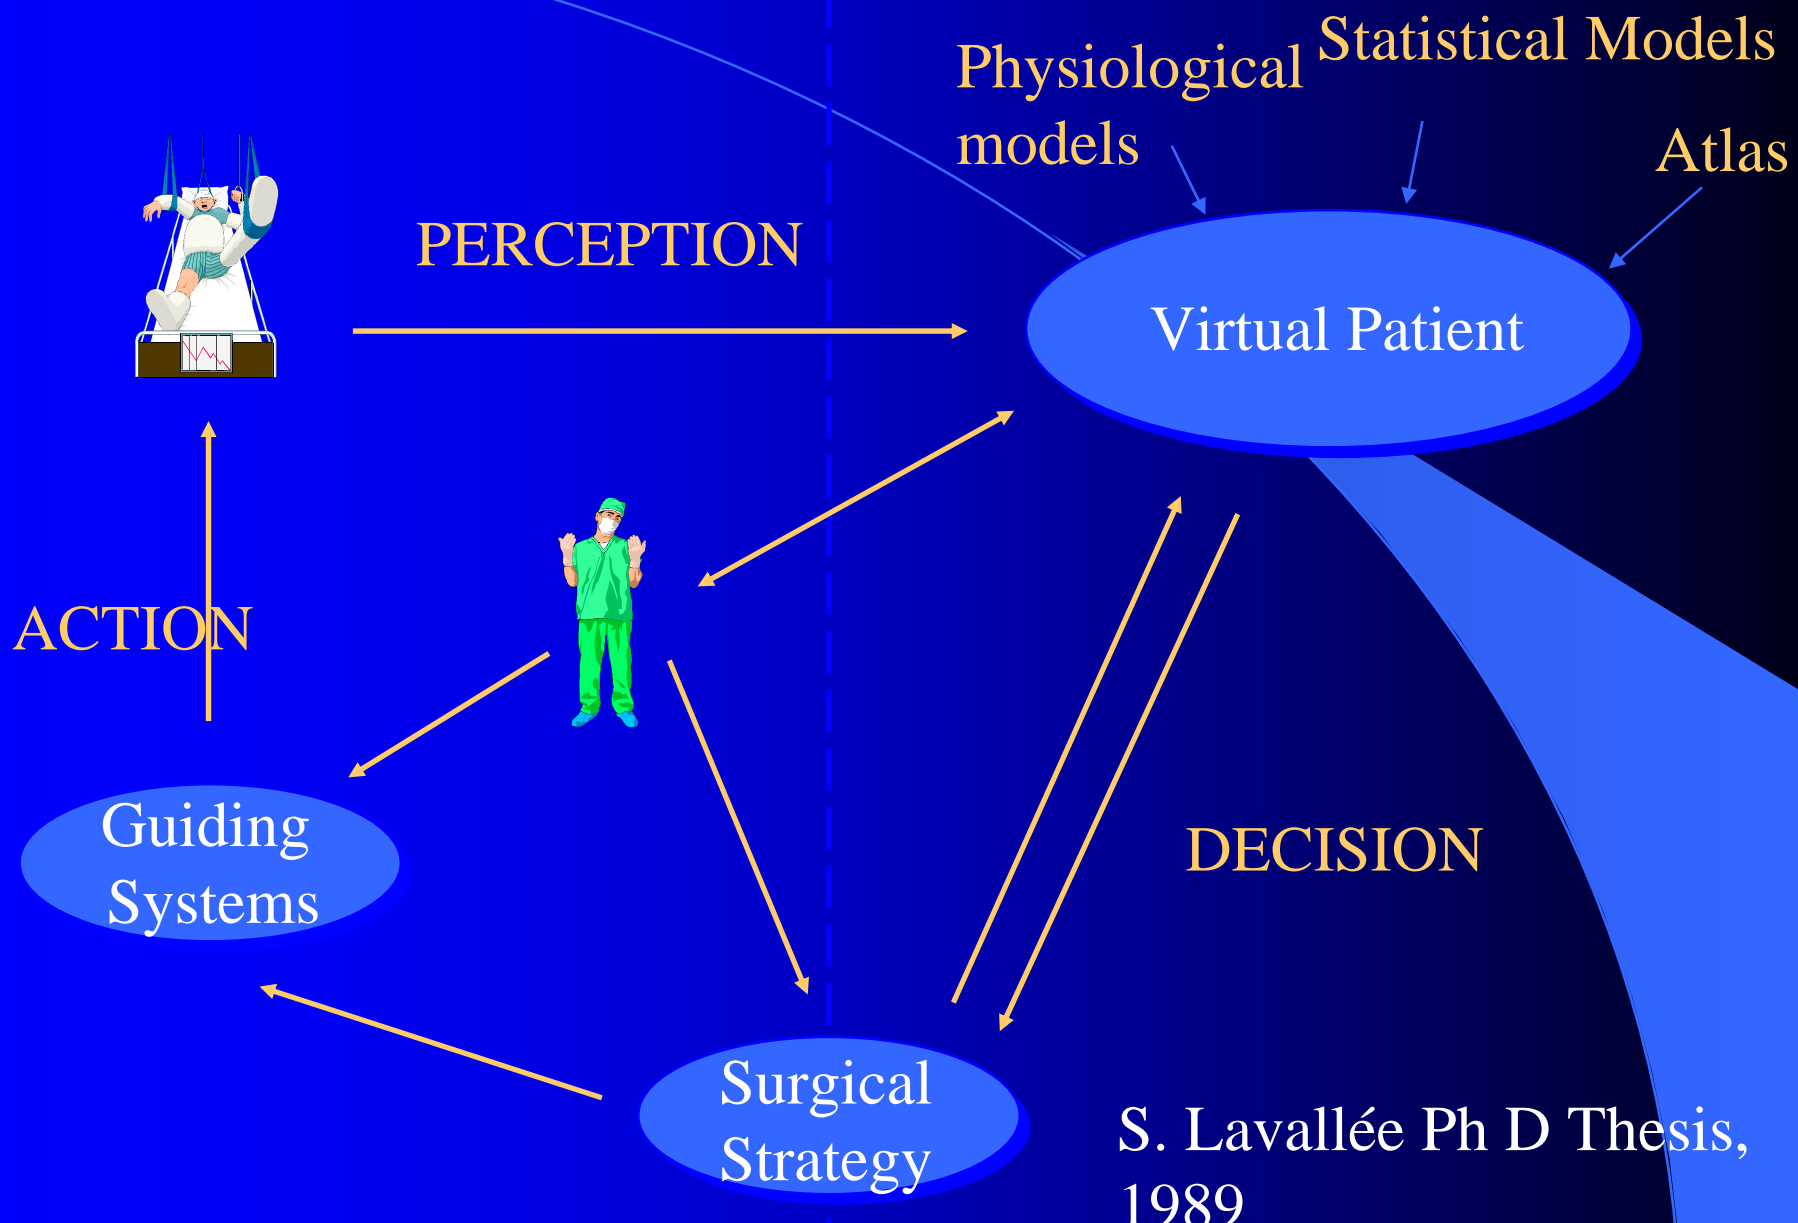 Statistical Models
Physiological
models
Atlas
PERCEPTION
Virtual Patient
ACTION
Guiding
Systems
DECISION
Surgical
Strategy
S. Lavallée Ph D Thesis,
1989